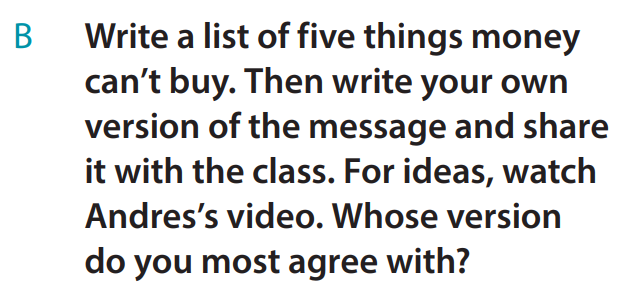 B Write a list of five things money
can’t buy. Then write your own
version of the message and share
it with the class. For ideas, watch
Andres’s video. Whose version
do you most agree with?